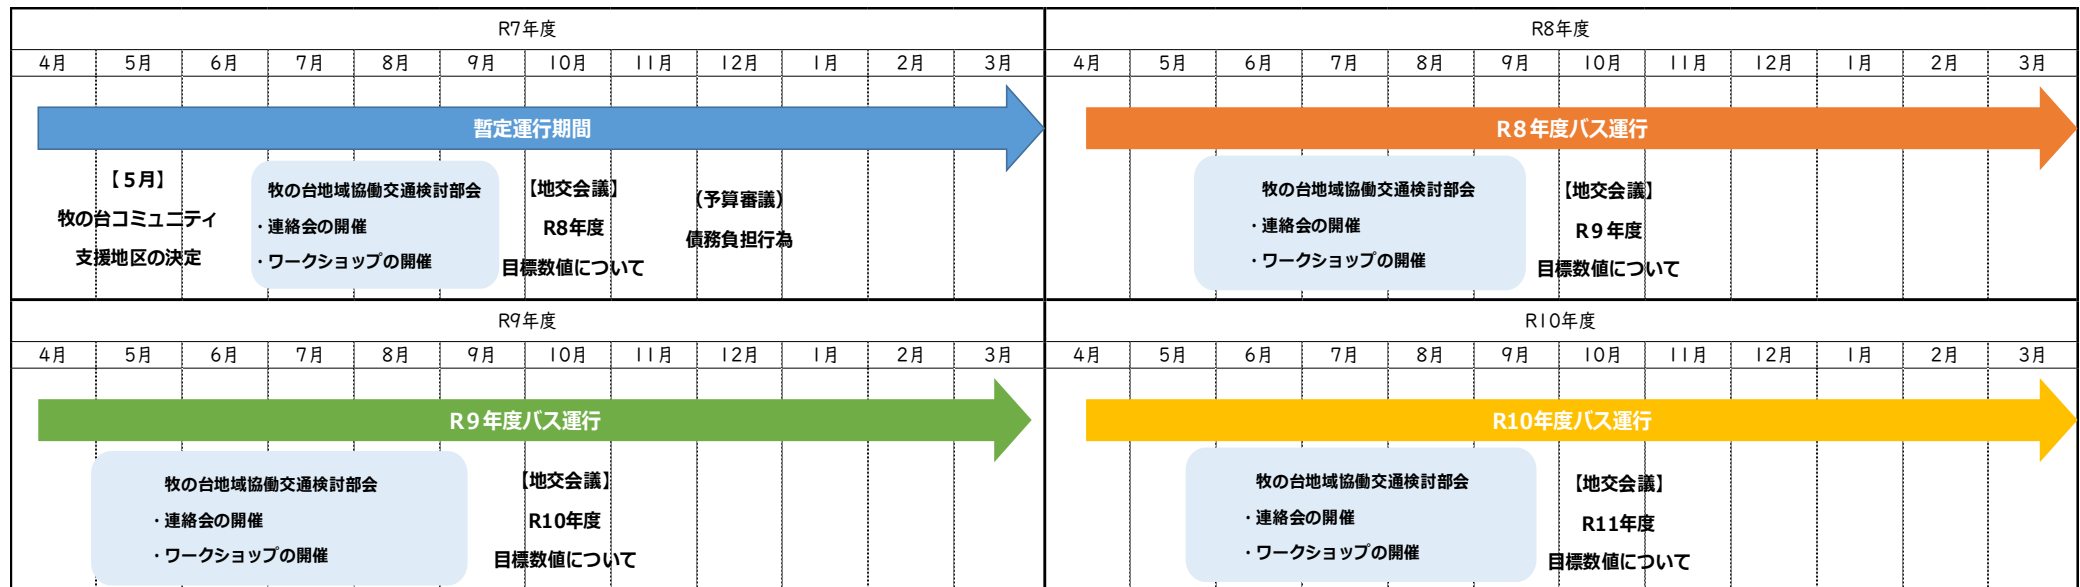 R7年度
4月 5月 6月 7月 8月 9月 10月 11月 12月 1月 2月 3月
暫定運行期間
【5月】
牧の台コミュニティ
支援地区の決定
牧の台地域協働交通検討部会
・連絡会の開催
・ワークショップの開催
【地交会議】
R8年度
目標数値について
(予算審議)
債務負担行為
R8年度
4月 5月 6月 7月 8月 9月 10月 11月 12月 1月 2月 3月
R8年度バス運行
牧の台地域協働交通検討部会
・連絡会の開催
・ワークショップの開催
【地交会議】
R9年度
目標数値について
R9年度
4月 5月 6月 7月 8月 9月 10月 11月 12月 1月 2月 3月
R9年度バス運行
牧の台地域協働交通検討部会
・連絡会の開催
・ワークショップの開催
【地交会議】
R10年度
目標数値について
R10年度
4月 5月 6月 7月 8月 9月 10月 11月 12月 1月 2月 3月
R10年度バス運行
牧の台地域協働交通検討部会
・連絡会の開催
・ワークショップの開催
【地交会議】
R11年度
目標数値について